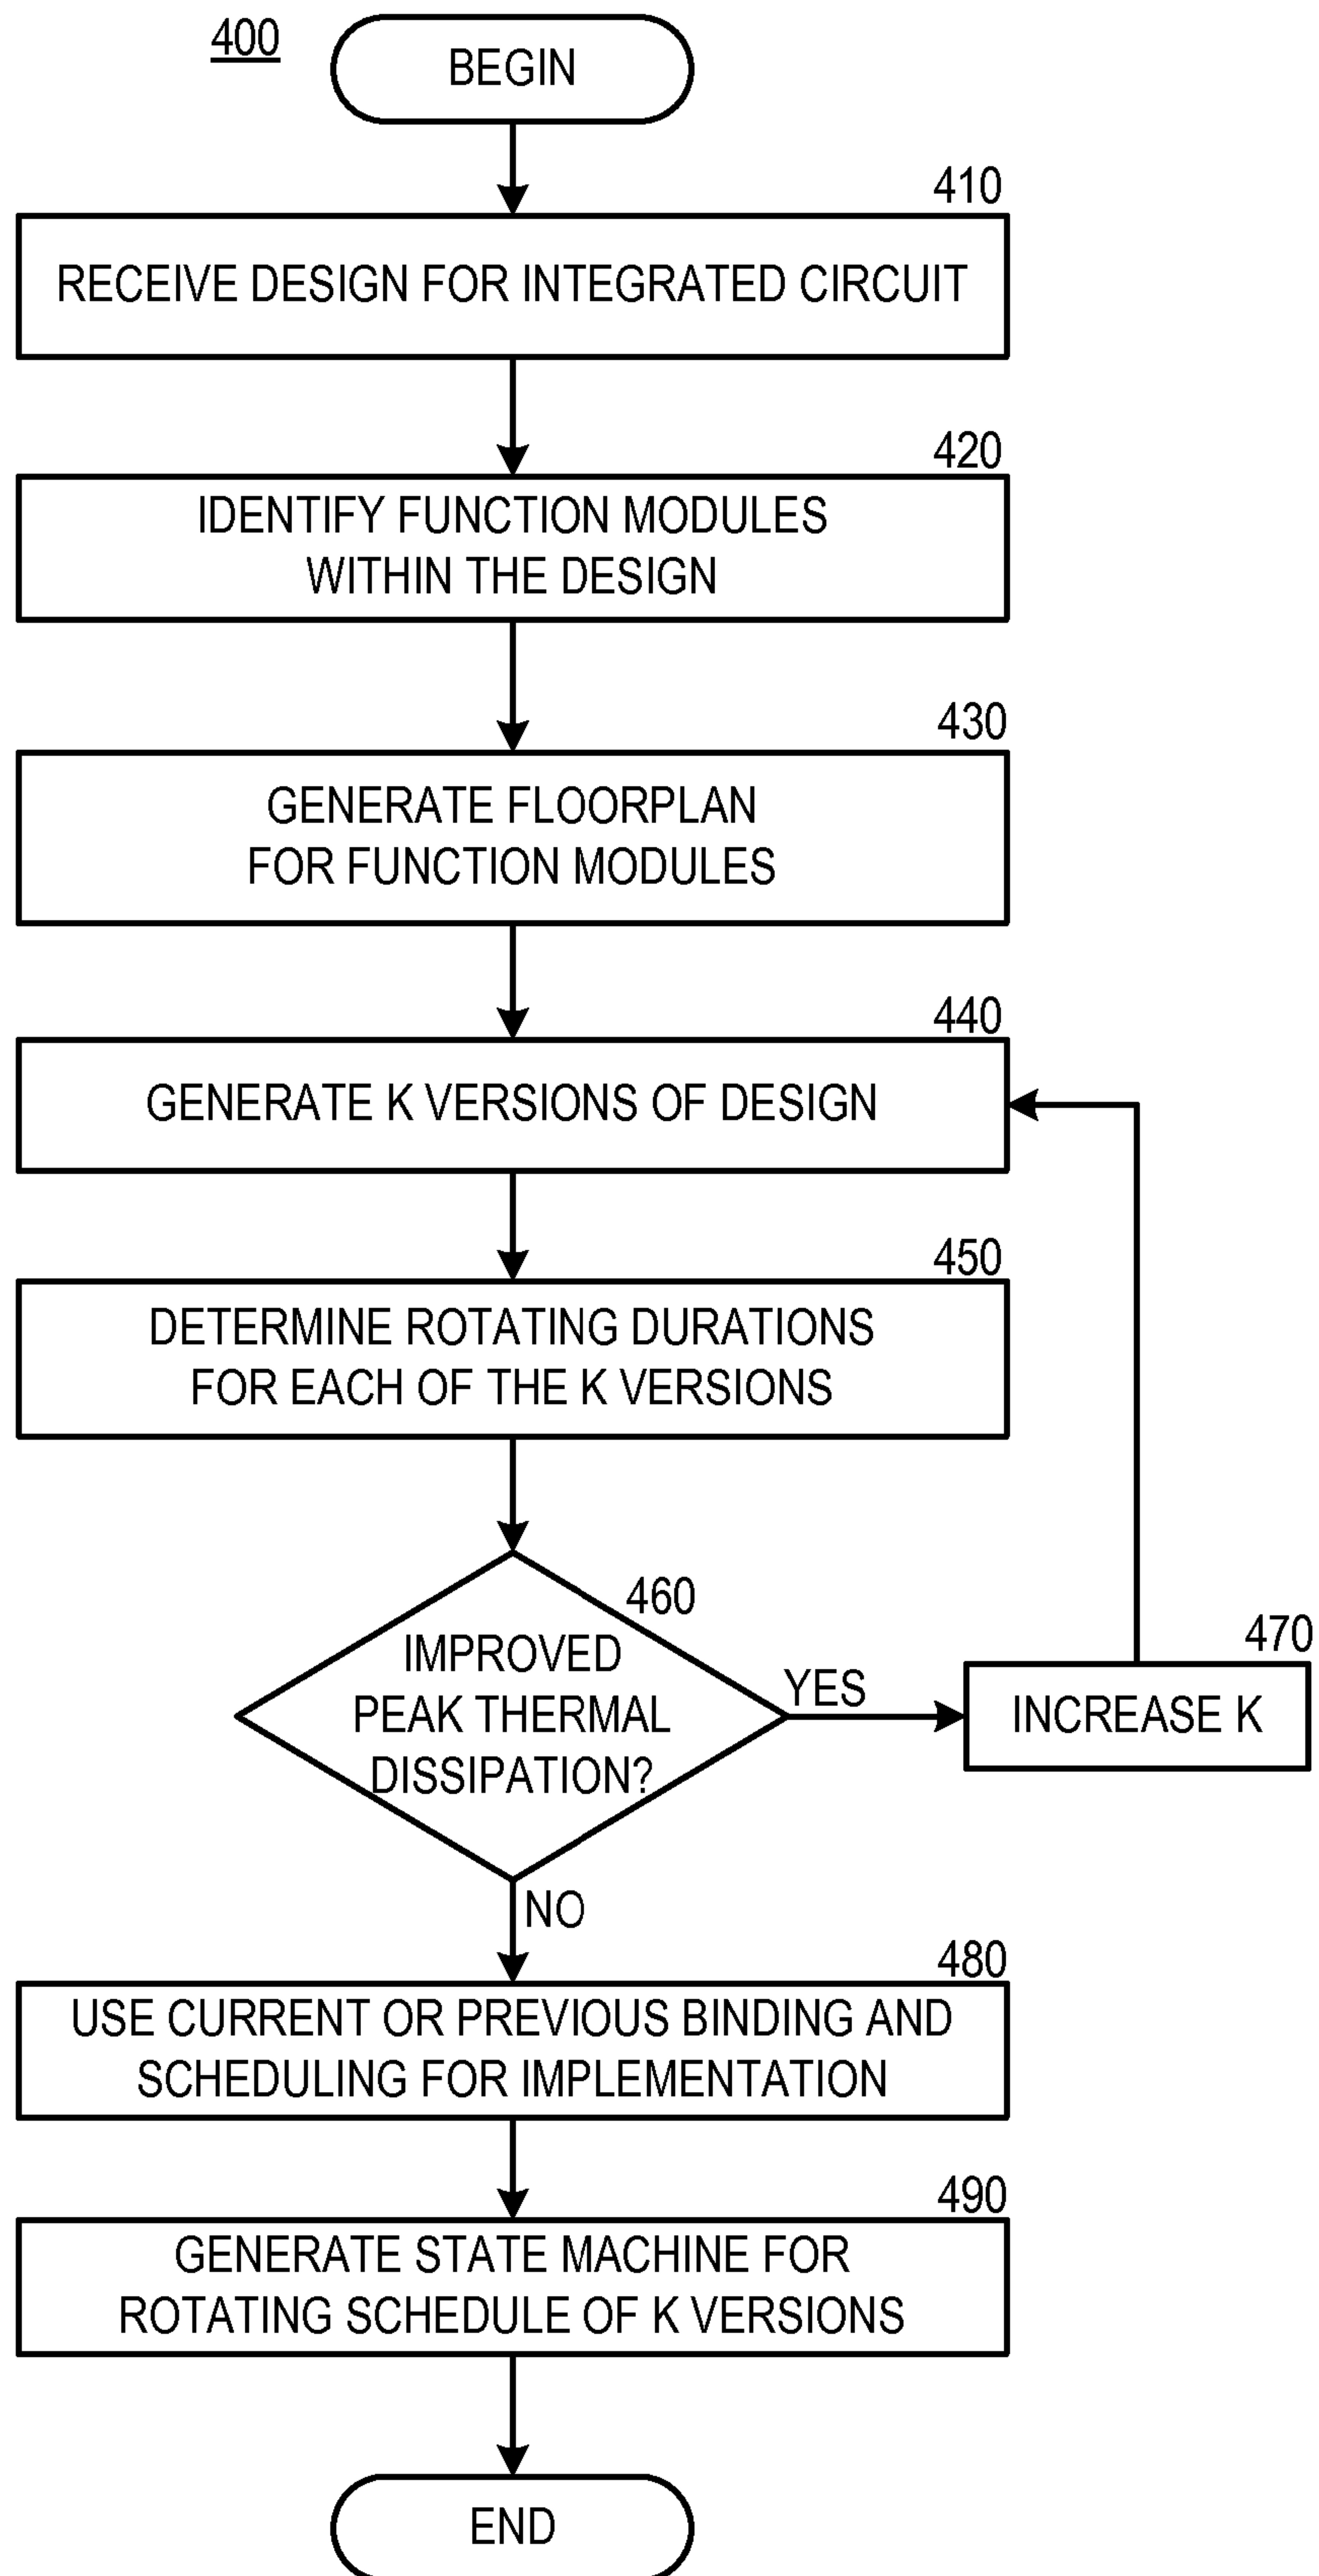 400
BEGIN
410
RECEIVE DESIGN FOR INTEGRATED CIRCUIT
420
IDENTIFY FUNCTION MODULES
WITHIN THE DESIGN
430
GENERATE FLOORPLAN
FOR FUNCTION MODULES
440
GENERATE K VERSIONS OF DESIGN
450
DETERMINE ROTATING DURATIONS
FOR EACH OF THE K VERSIONS
460
IMPROVED
PEAK THERMAL
DISSIPATION?
YES
470
INCREASE K
NO
480
USE CURRENT OR PREVIOUS BINDING AND
SCHEDULING FOR IMPLEMENTATION
490
GENERATE STATE MACHINE FOR
ROTATING SCHEDULE OF K VERSIONS
END